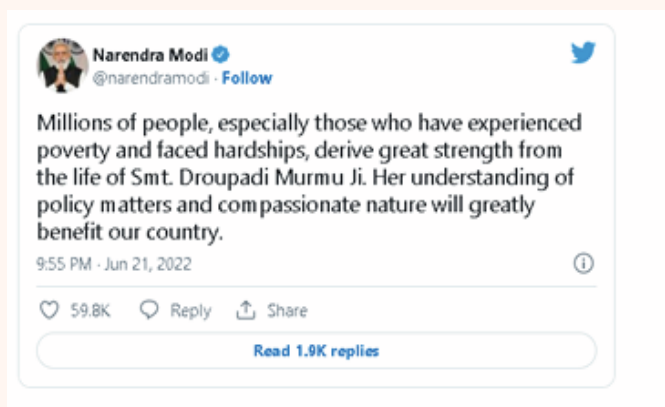 Narendra Modi
@narendramodi · Follow
Millions of people, especially those who have experienced
poverty and faced hardships, derive great strength from
the life of Smt. Droupadi Murmu Ji. Her understanding of
policy matters and compassionate nature will greatly
benefit our country.
9:55 PM · Jun 21, 2022
59.8K Reply Share
Read 1.9K replies